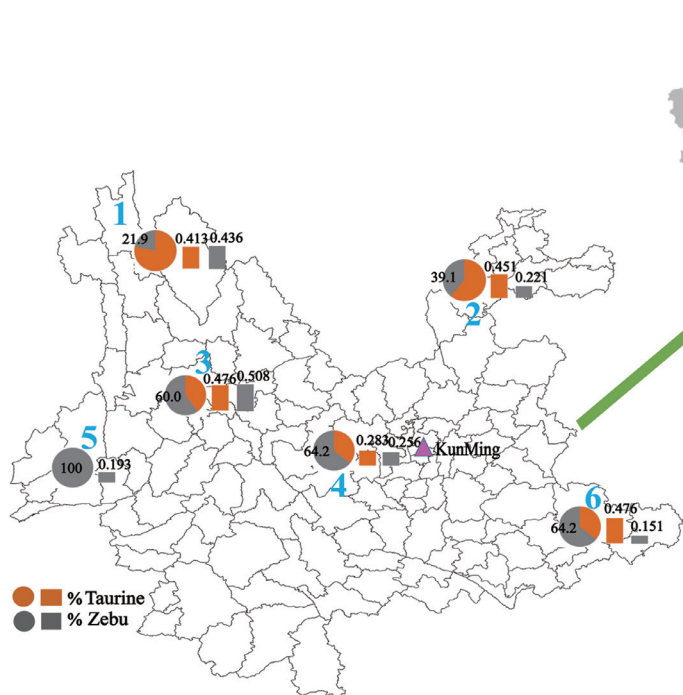 1
21.9 0.413 0.436
39.1 0.451 0.221
2
3
60.0 0.476 0.508
5
100 0.193
64.2 0.283 0.256 KunMing
4
6
64.2 0.476 0.151
% Taurine
% Zebu